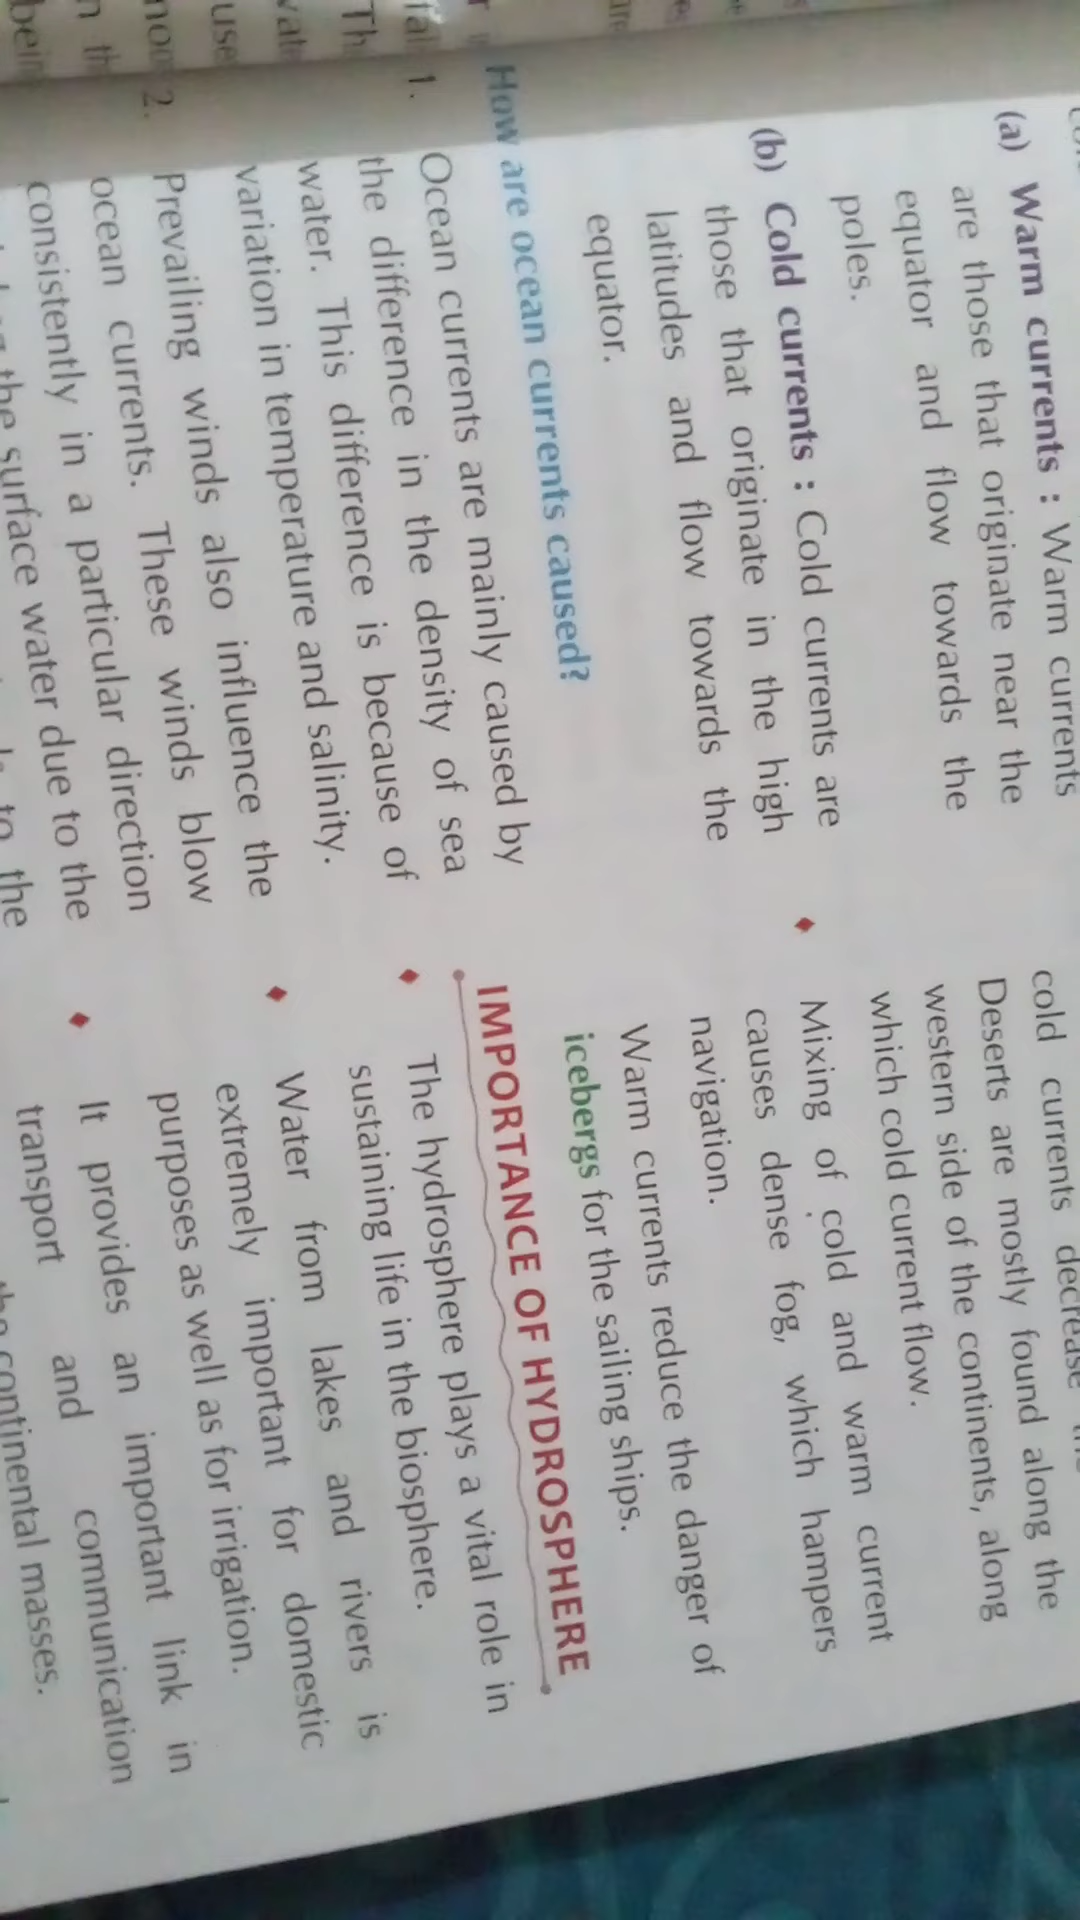 (a) Warm currents : Warm currents
are those that originate near the
equator and flow towards the
poles.
(b) Cold currents : Cold currents are
those that originate in the high
latitudes and flow towards the
equator.
How are ocean currents caused?
1. Ocean currents are mainly caused by
the difference in the density of sea
water. This difference is because of
variation in temperature and salinity.
2. Prevailing winds also influence the
ocean currents. These winds blow
consistently in a particular direction
the surface water due to the
to the
cold currents decrease
Deserts are mostly found along the
western side of the continents, along
which cold current flow.
♦ Mixing of cold and warm current
causes dense fog, which hampers
navigation.
Warm currents reduce the danger of
icebergs for the sailing ships.
IMPORTANCE OF HYDROSPHERE
♦ The hydrosphere plays a vital role in
sustaining life in the biosphere.
♦ Water from lakes and rivers is
extremely important for domestic
purposes as well as for irrigation.
♦ It provides an important link in
transport and communication
continental masses.